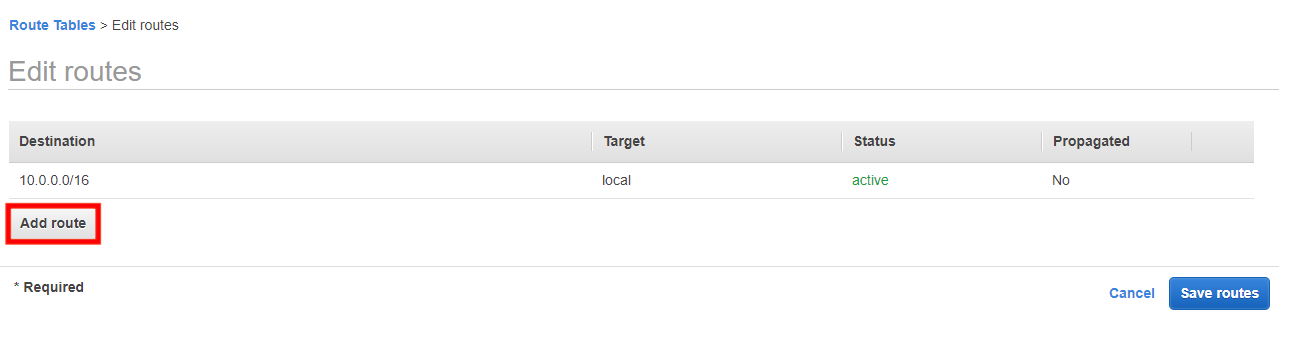 Route Tables > Edit routes
Edit routes
Destination Target Status Propagated
10.0.0.0/16 local active No
Add route
* Required
Cancel Save routes